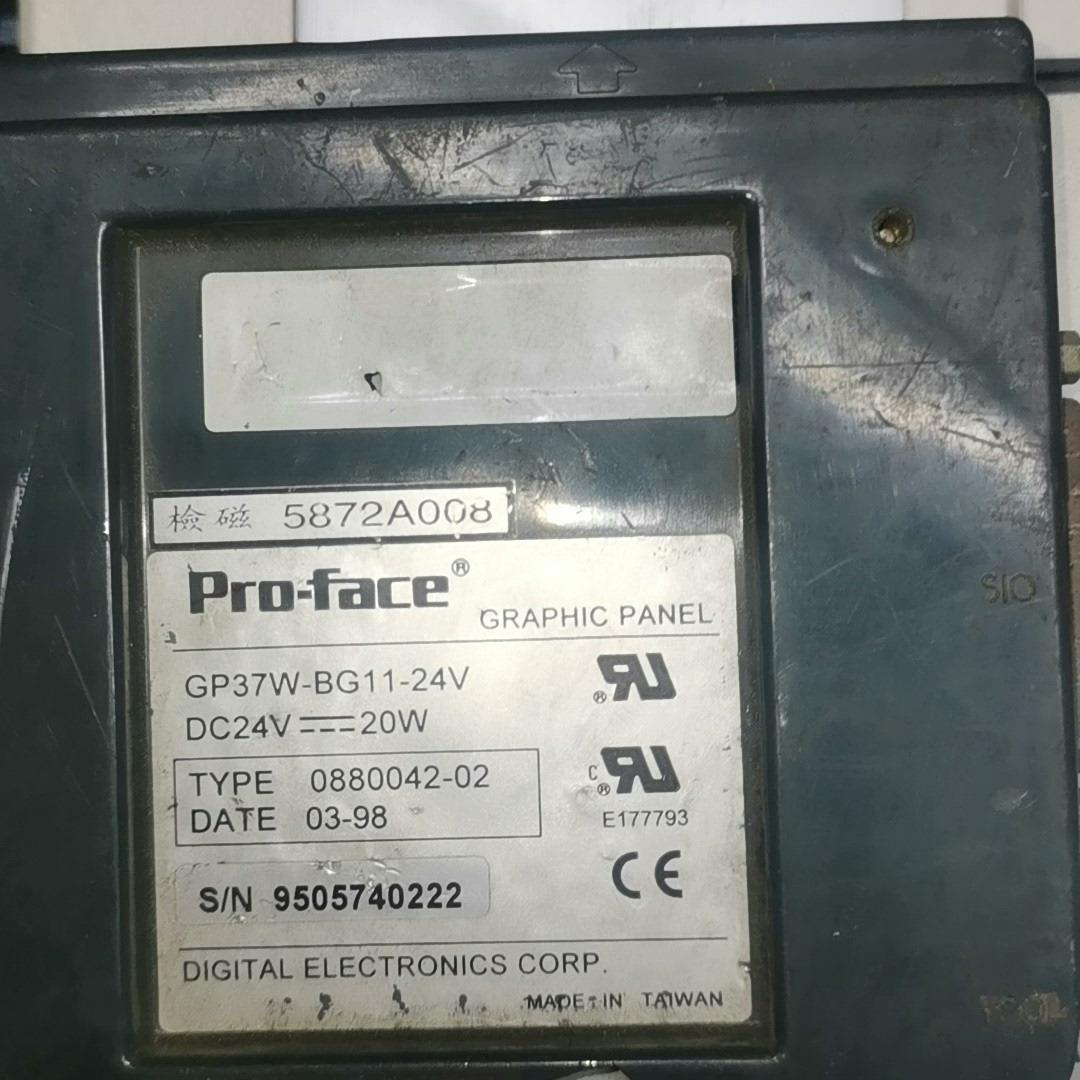 檢磁 5872A008
Pro-face®
GRAPHIC PANEL
GP37W-BG11-24V
DC24V 20W
TYPE 0880042-02
DATE 03-98
S/N 9505740222
c
E177793
CE
DIGITAL ELECTRONICS CORP.
MADE IN TAIWAN
SIO
TOOL